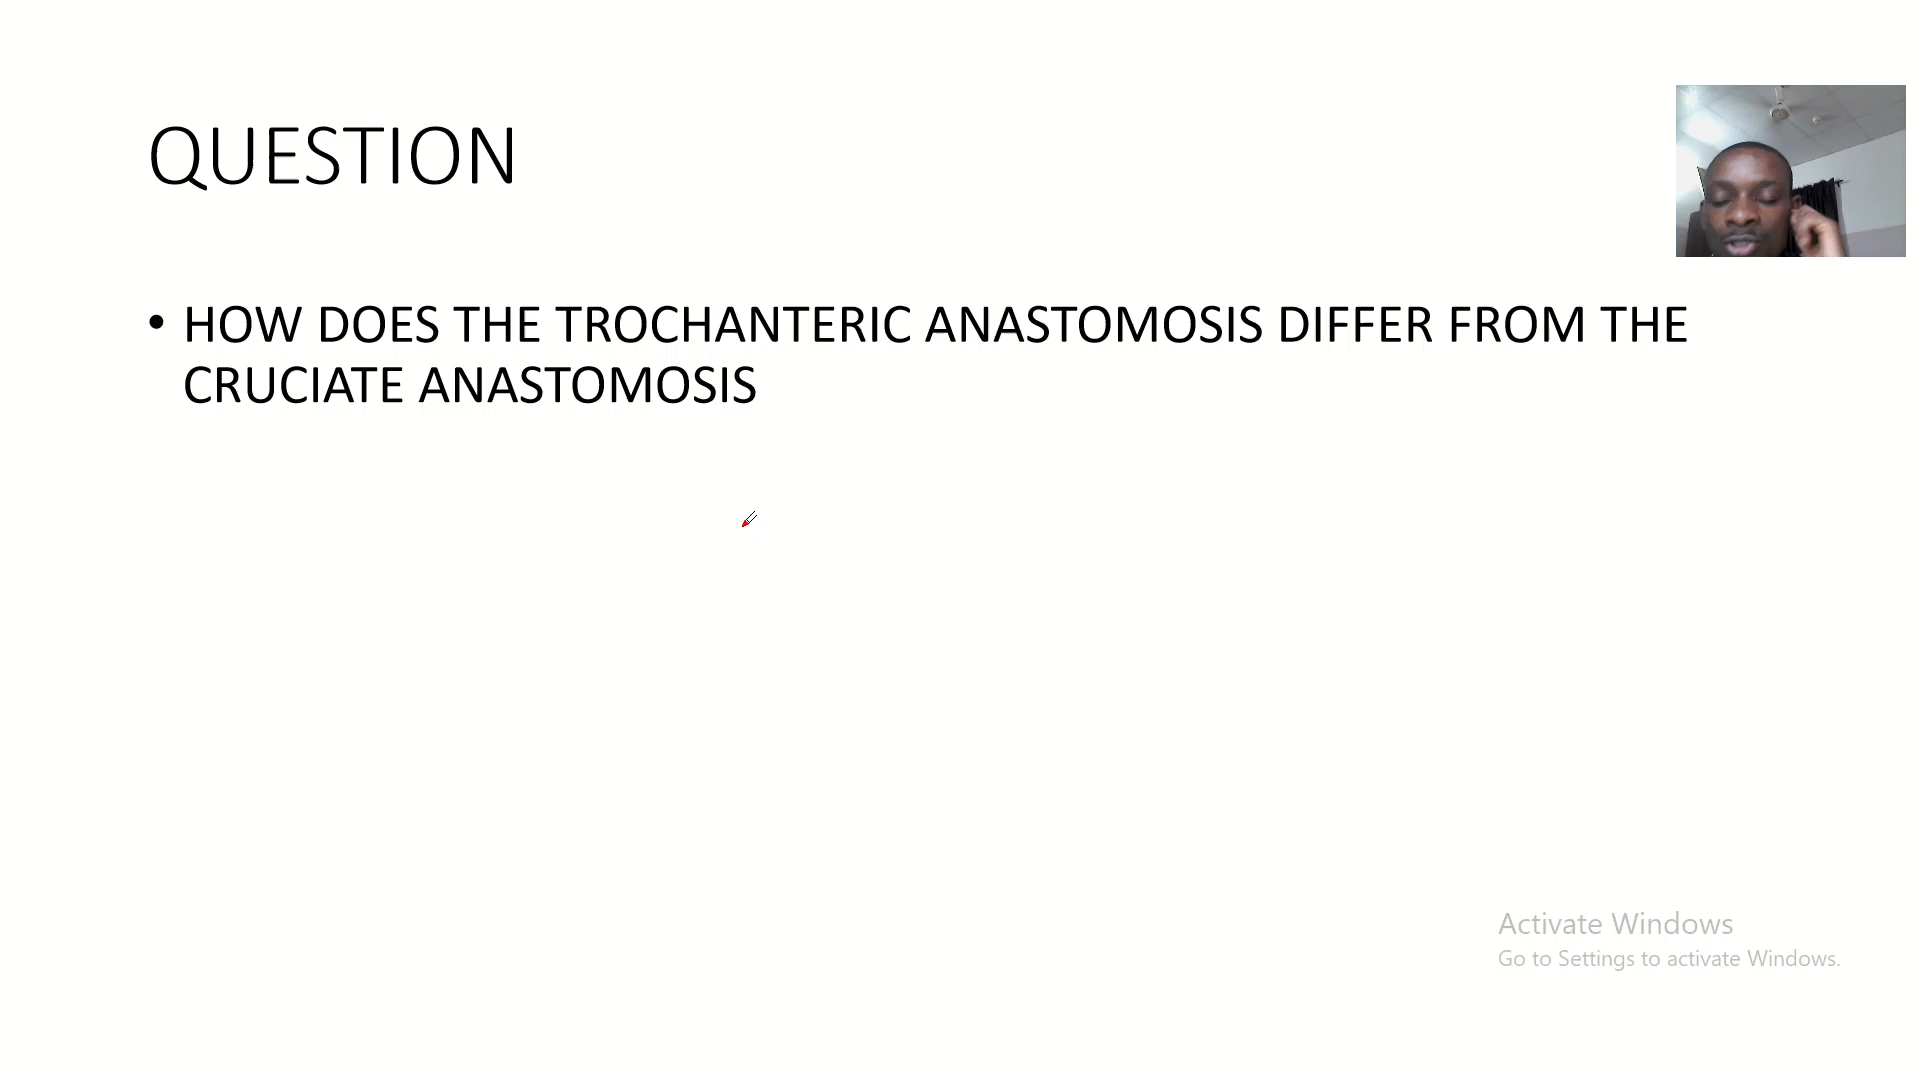 QUESTION
• HOW DOES THE TROCHANTERIC ANASTOMOSIS DIFFER FROM THE
CRUCIATE ANASTOMOSIS
Activate Windows
Go to Settings to activate Windows.